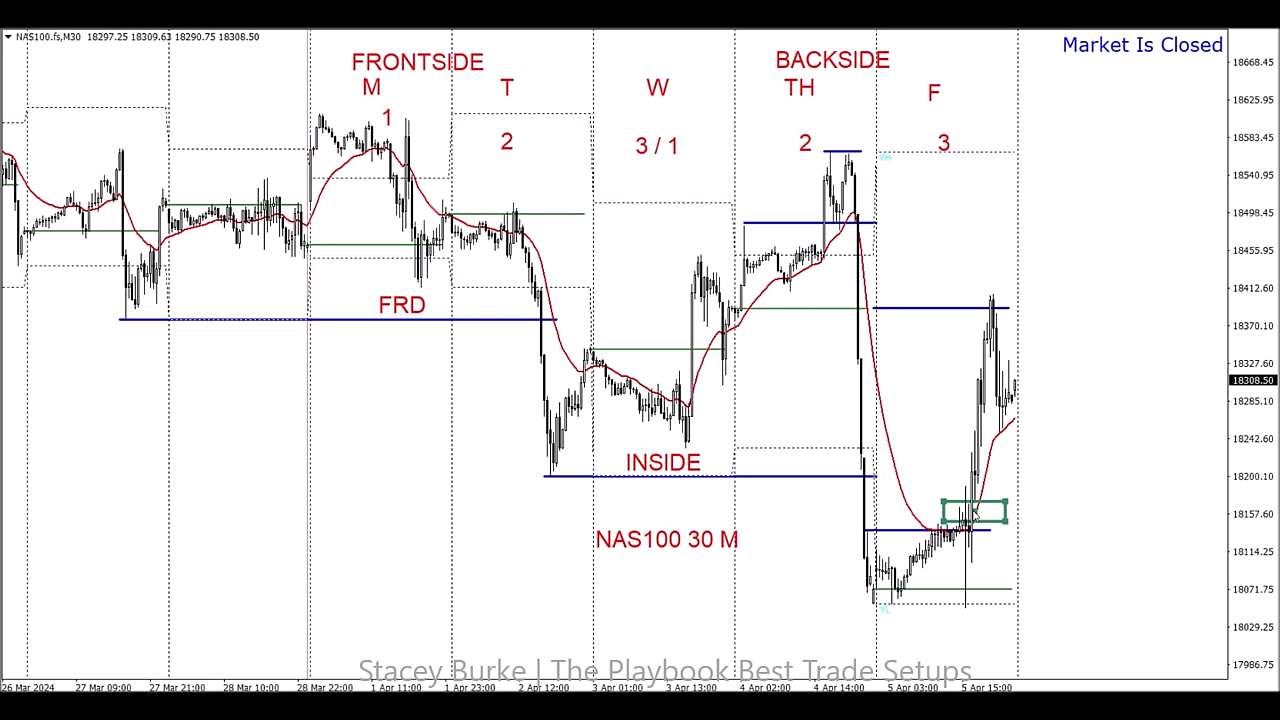 NAS100.fs,M30 18297.25 18309.63 18290.75 18308.50
Market Is Closed
FRONTSIDE
BACKSIDE
M
T
W
TH
F
1
2
3 / 1
2
3
FRD
INSIDE
NAS100 30 M
YH
YL
18668.45
18625.95
18583.45
18540.95
18498.45
18455.10
18412.60
18370.10
18327.60
18308.50
18285.10
18242.60
18200.10
18157.60
18114.25
18071.75
18029.25
17986.75
Stacey Burke | The Playbook Best Trade Setups
26 Mar 2024 27 Mar 09:00 27 Mar 21:00 28 Mar 10:00 28 Mar 22:00 1 Apr 11:00 1 Apr 23:00 2 Apr 12:00 3 Apr 01:00 3 Apr 13:00 4 Apr 02:00 4 Apr 14:00 5 Apr 03:00 5 Apr 15:00